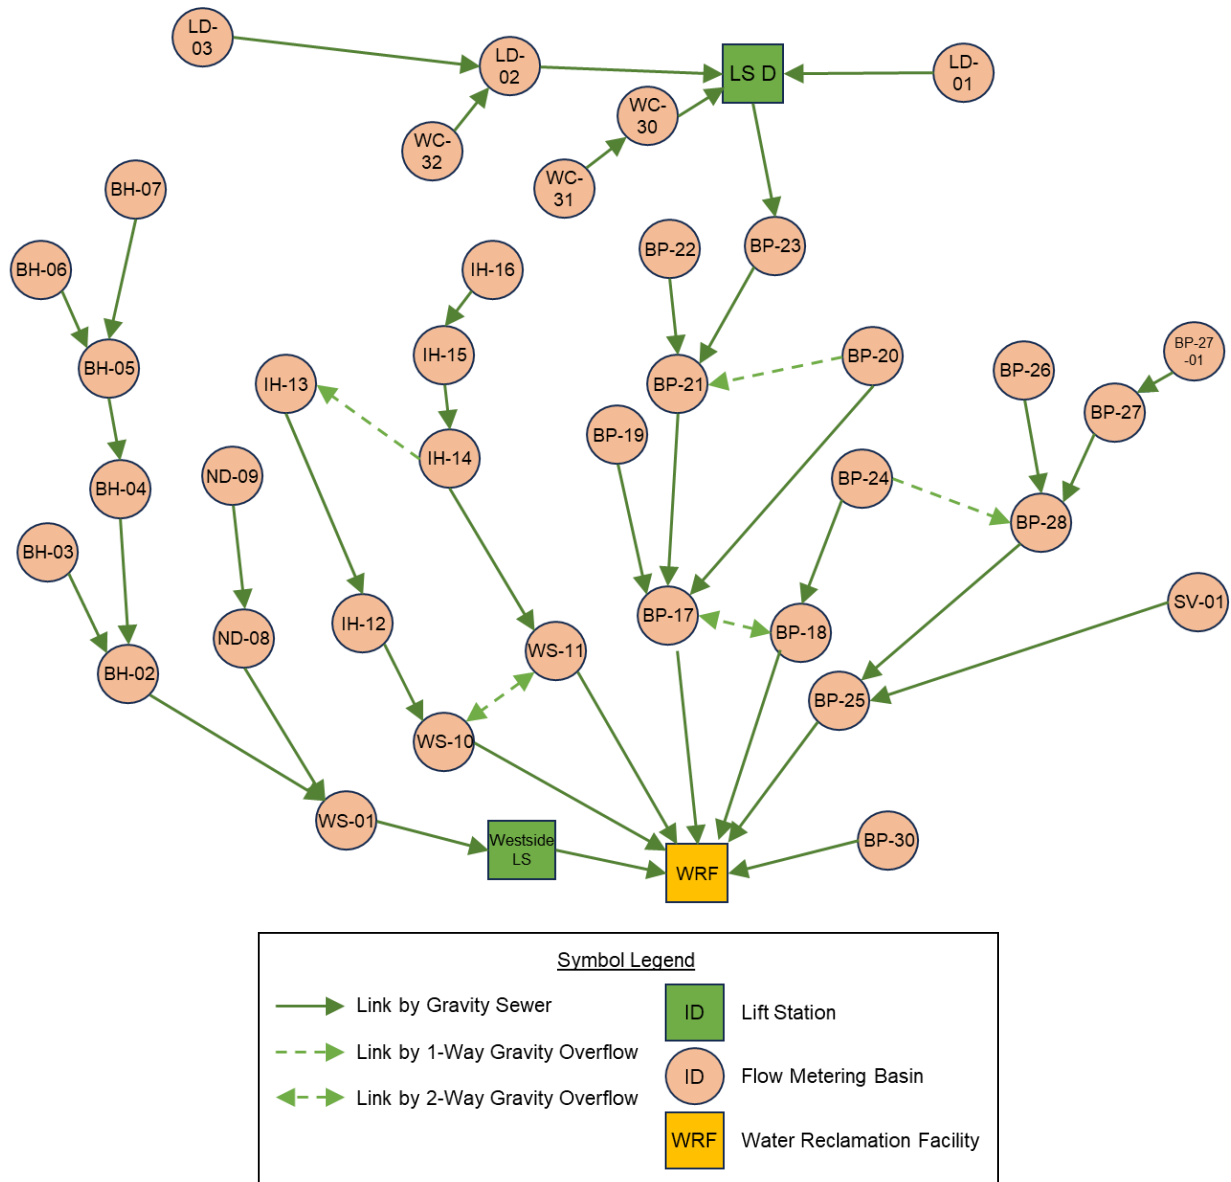 LD-
03
LD-
02
LS D
LD-
01
WC-
30
WC-
32
WC-
31
BH-07
BP-22
BP-23
BH-06
IH-16
BH-05
IH-15
IH-13
BP-21
BP-20
BP-26
BP-27
-01
BP-27
BP-19
IH-14
ND-09
BP-24
BH-04
BP-28
BH-03
SV-01
BP-17
IH-12
BP-18
ND-08
WS-11
BH-02
BP-25
WS-10
WS-01
Westside
LS
WRF
BP-30
Symbol Legend
Link by Gravity Sewer
Link by 1-Way Gravity Overflow
Link by 2-Way Gravity Overflow
ID
Lift Station
ID
Flow Metering Basin
WRF
Water Reclamation Facility